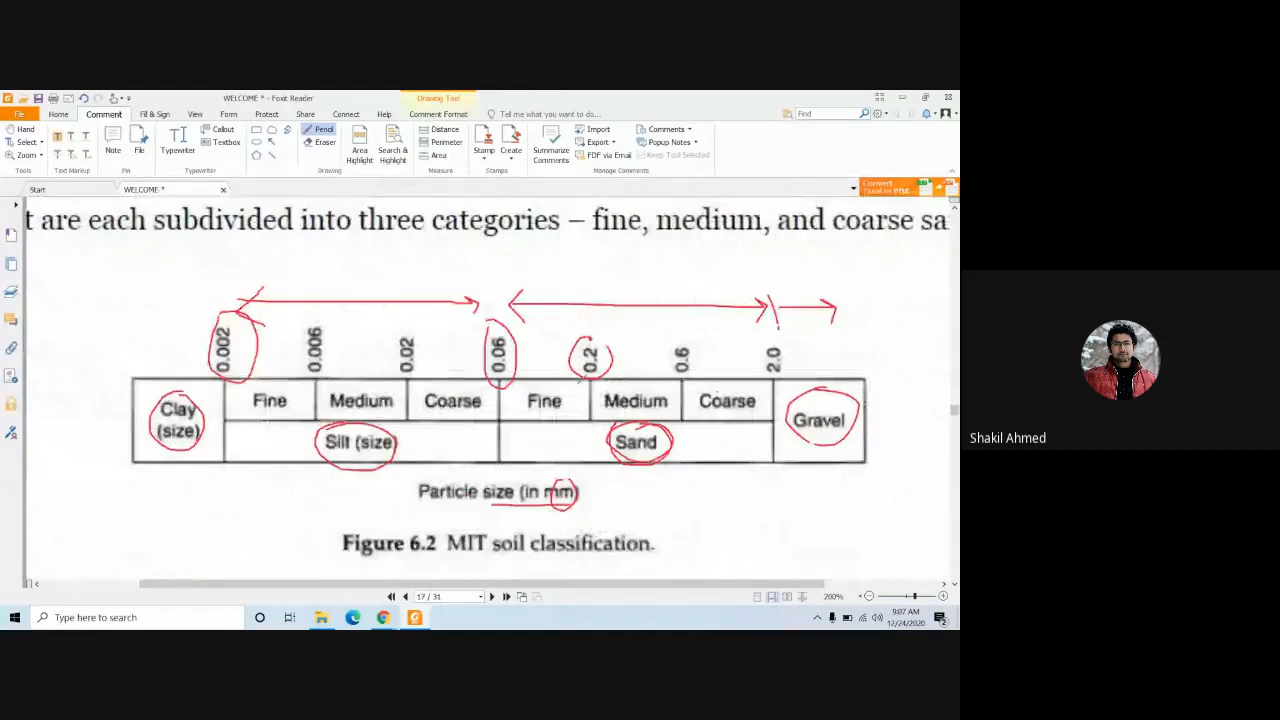 WELCOME * - Foxit Reader
Drawing Tool
File Home Comment Fill & Sign View Form Protect Share Connect Help Comment Format Tell me what you want to do... Find
Hand
Select
Zoom
Tools
Text Markup
Note
File
Pin
Typewriter
Callout
Textbox
Typewriter
Pencil
Eraser
Drawing
Area Highlight
Search & Highlight
Distance
Perimeter
Area
Measure
Stamp
Create
Stamps
Summarize Comments
Import
Export
FDF via Email
Comments
Popup Notes
Keep Tool Selected
Manage Comments
Start
WELCOME *
Convert
t are each subdivided into three categories – fine, medium, and coarse sa
0.002 0.006 0.02 0.06 0.2 0.6 2.0
Clay (size)
Fine Medium Coarse Fine Medium Coarse
Silt (size) Sand
Gravel
Particle size (in mm)
Figure 6.2 MIT soil classification.
Shakil Ahmed
17 / 31
200%
Type here to search
9:07 AM
12/24/2020
2